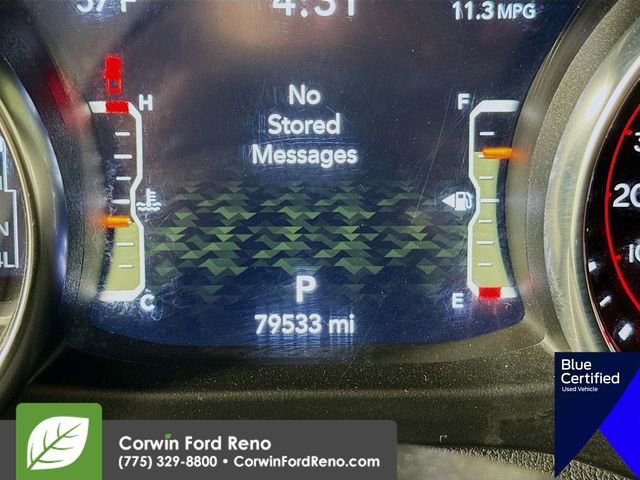 11.3 MPG
H
F
No
Stored
Messages
C
E
P
79533 mi
20
Blue
Certified
Used Vehicle
Corwin Ford Reno
(775) 329-8800 • CorwinFordReno.com